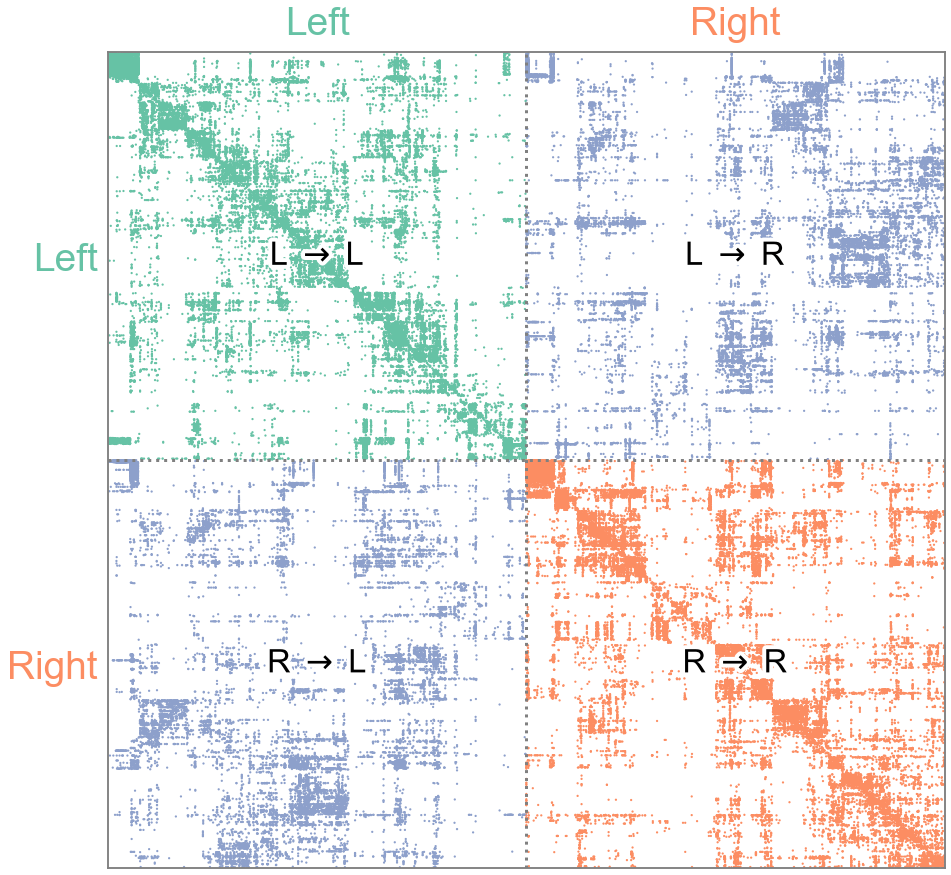 Left Right
Left
L → L
L → R
Right
R → L
R → R